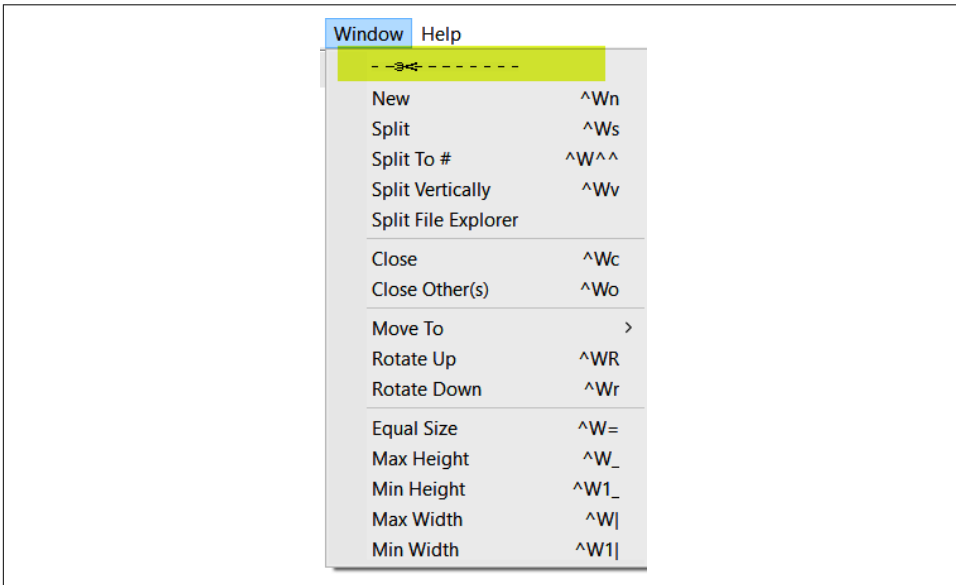 Window Help
New ^Wn
Split ^Ws
Split To # ^W^^
Split Vertically ^Wv
Split File Explorer
Close ^Wc
Close Other(s) ^Wo
Move To >
Rotate Up ^WR
Rotate Down ^Wr
Equal Size ^W=
Max Height ^W_
Min Height ^W1_
Max Width ^W|
Min Width ^W1|